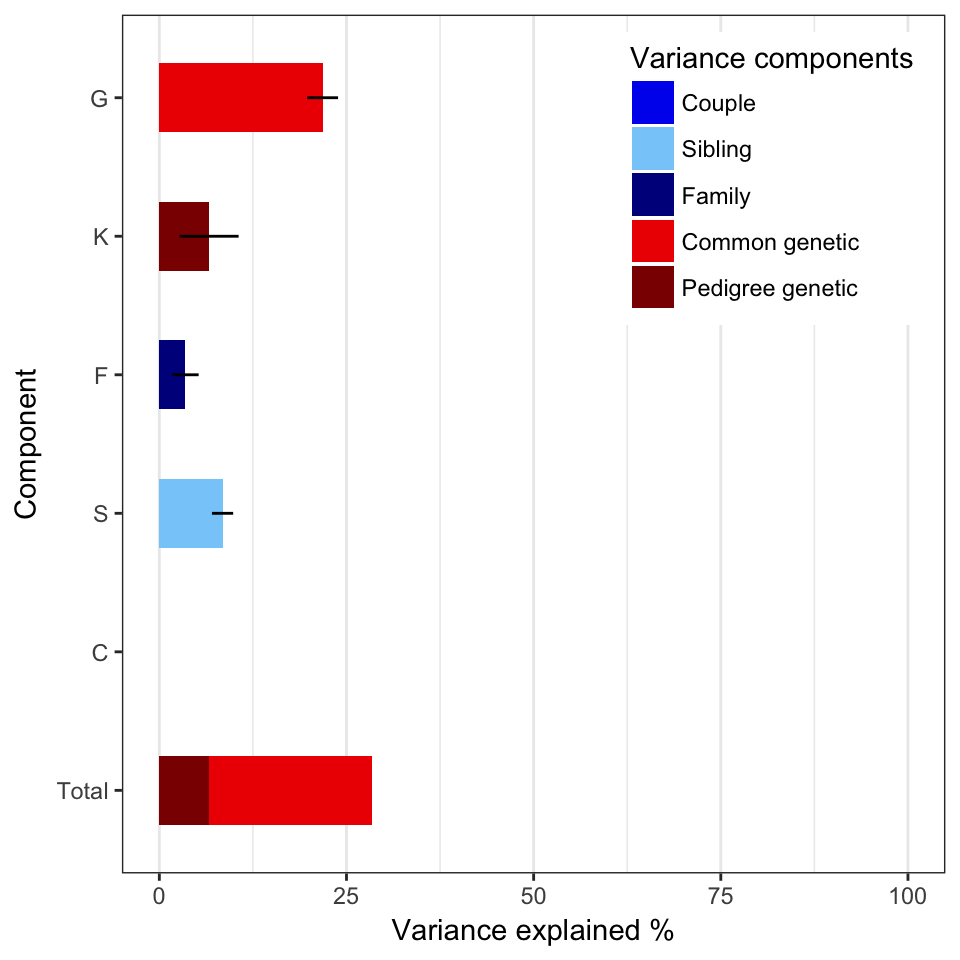 Variance components
Couple
Sibling
Family
Common genetic
Pedigree genetic
G
K
F
S
C
Total
Component
0 25 50 75 100
Variance explained %